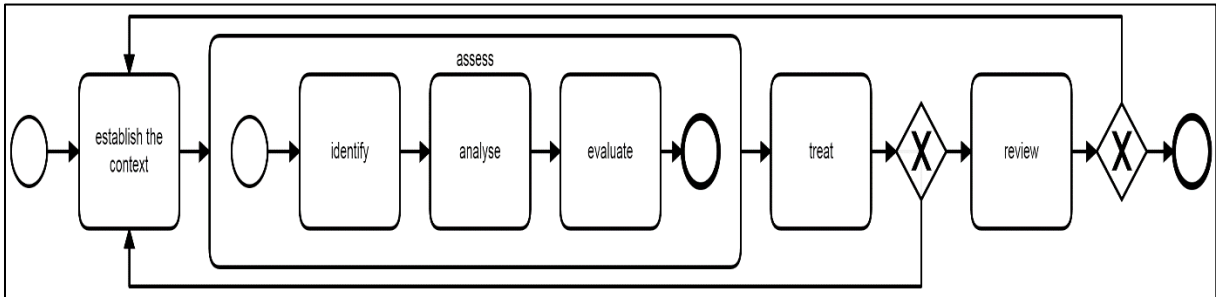 assess
establish the
context
identify
analyse
evaluate
treat
X
review
X